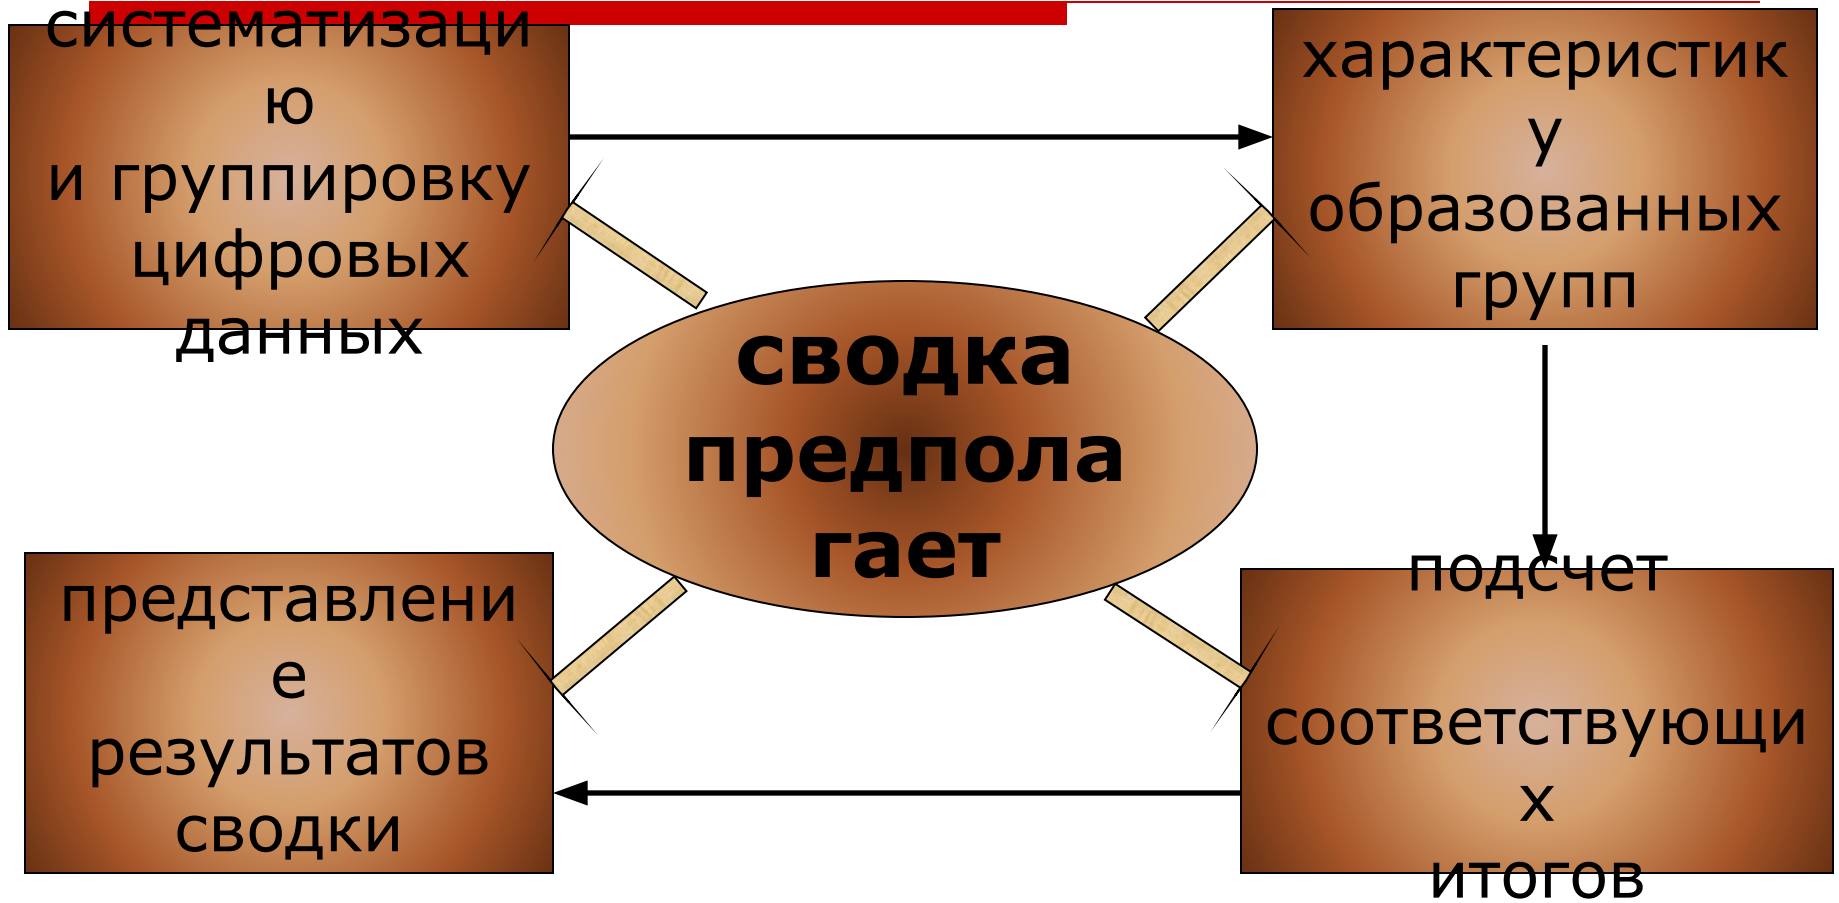 систематизаци
ю
и группировку
цифровых
данных
характеристик
у
образованных
групп
сводка
предпола
гает
представлени
е
результатов
сводки
подсчет
соответствующи
х
итогов